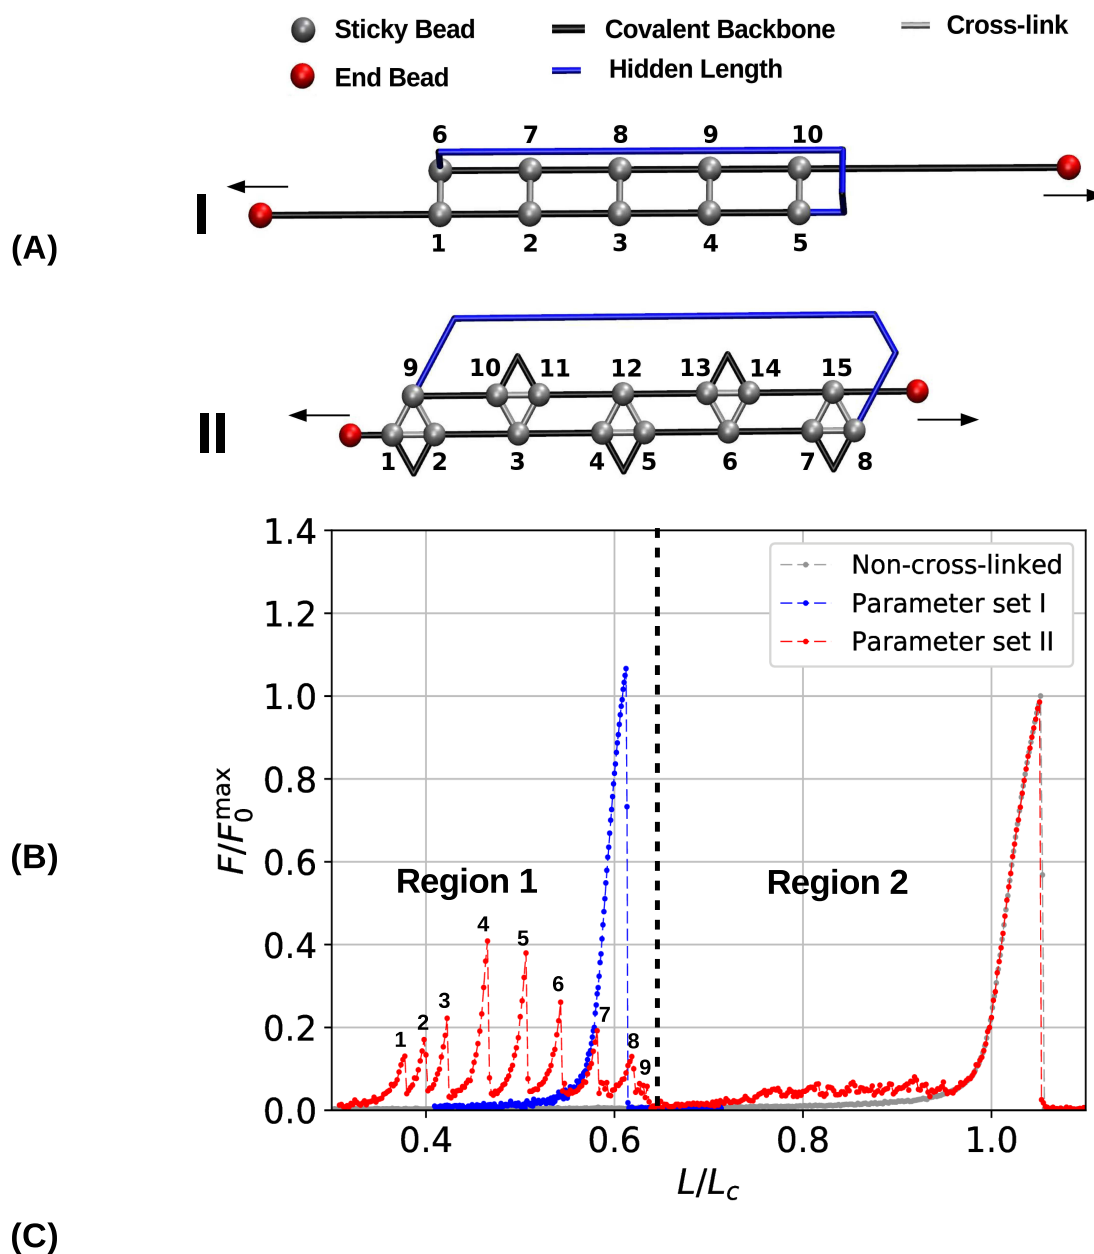 Sticky Bead
Covalent Backbone
Cross-link
End Bead
Hidden Length
(A)
I
6 7 8 9 10
1 2 3 4 5
II
9 10 11 12 13 14 15
1 2 3 4 5 6 7 8
(B)
1.4
1.2
1.0
0.8
0.6
0.4
0.2
0.0
F/F₀ᵐᵃˣ
Non-cross-linked
Parameter set I
Parameter set II
Region 1
Region 2
1 2 3 4 5 6 7 8 9
0.4 0.6 0.8 1.0
L/L_c
(C)